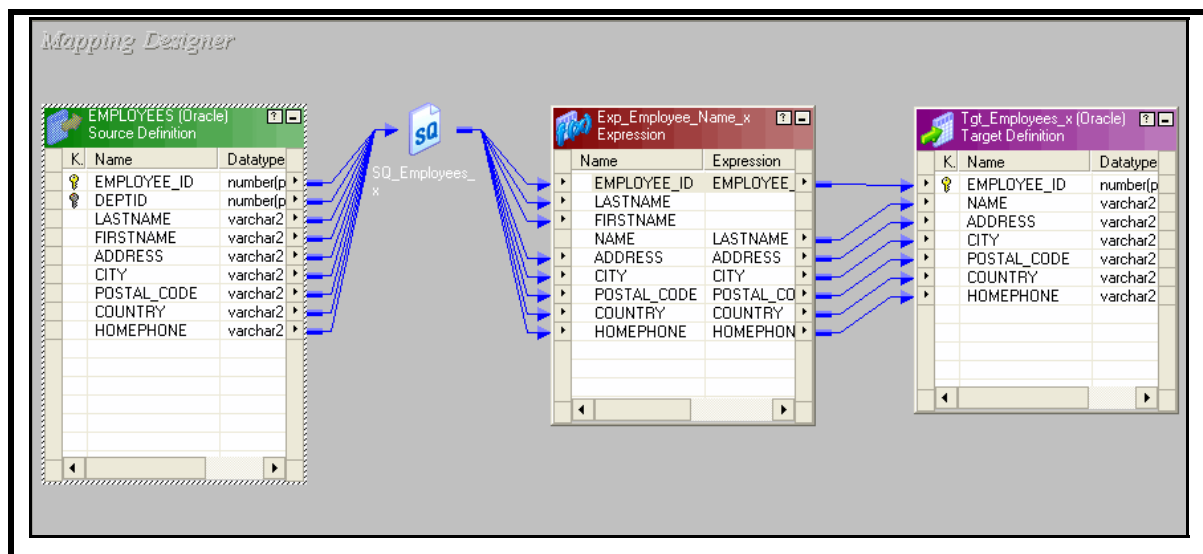 Mapping Designer
EMPLOYEES (Oracle)
Source Definition
K. Name Datatype
EMPLOYEE_ID number(p
DEPTID number(p
LASTNAME varchar2
FIRSTNAME varchar2
ADDRESS varchar2
CITY varchar2
POSTAL_CODE varchar2
COUNTRY varchar2
HOMEPHONE varchar2
SQ
SQ_Employees_
x
f(x)
Exp_Employee_Name_x
Expression
Name Expression
EMPLOYEE_ID EMPLOYEE_
LASTNAME
FIRSTNAME
NAME LASTNAME
ADDRESS ADDRESS
CITY CITY
POSTAL_CODE POSTAL_CO
COUNTRY COUNTRY
HOMEPHONE HOMEPHON
Tgt_Employees_x (Oracle)
Target Definition
K. Name Datatype
EMPLOYEE_ID number(p
NAME varchar2
ADDRESS varchar2
CITY varchar2
POSTAL_CODE varchar2
COUNTRY varchar2
HOMEPHONE varchar2